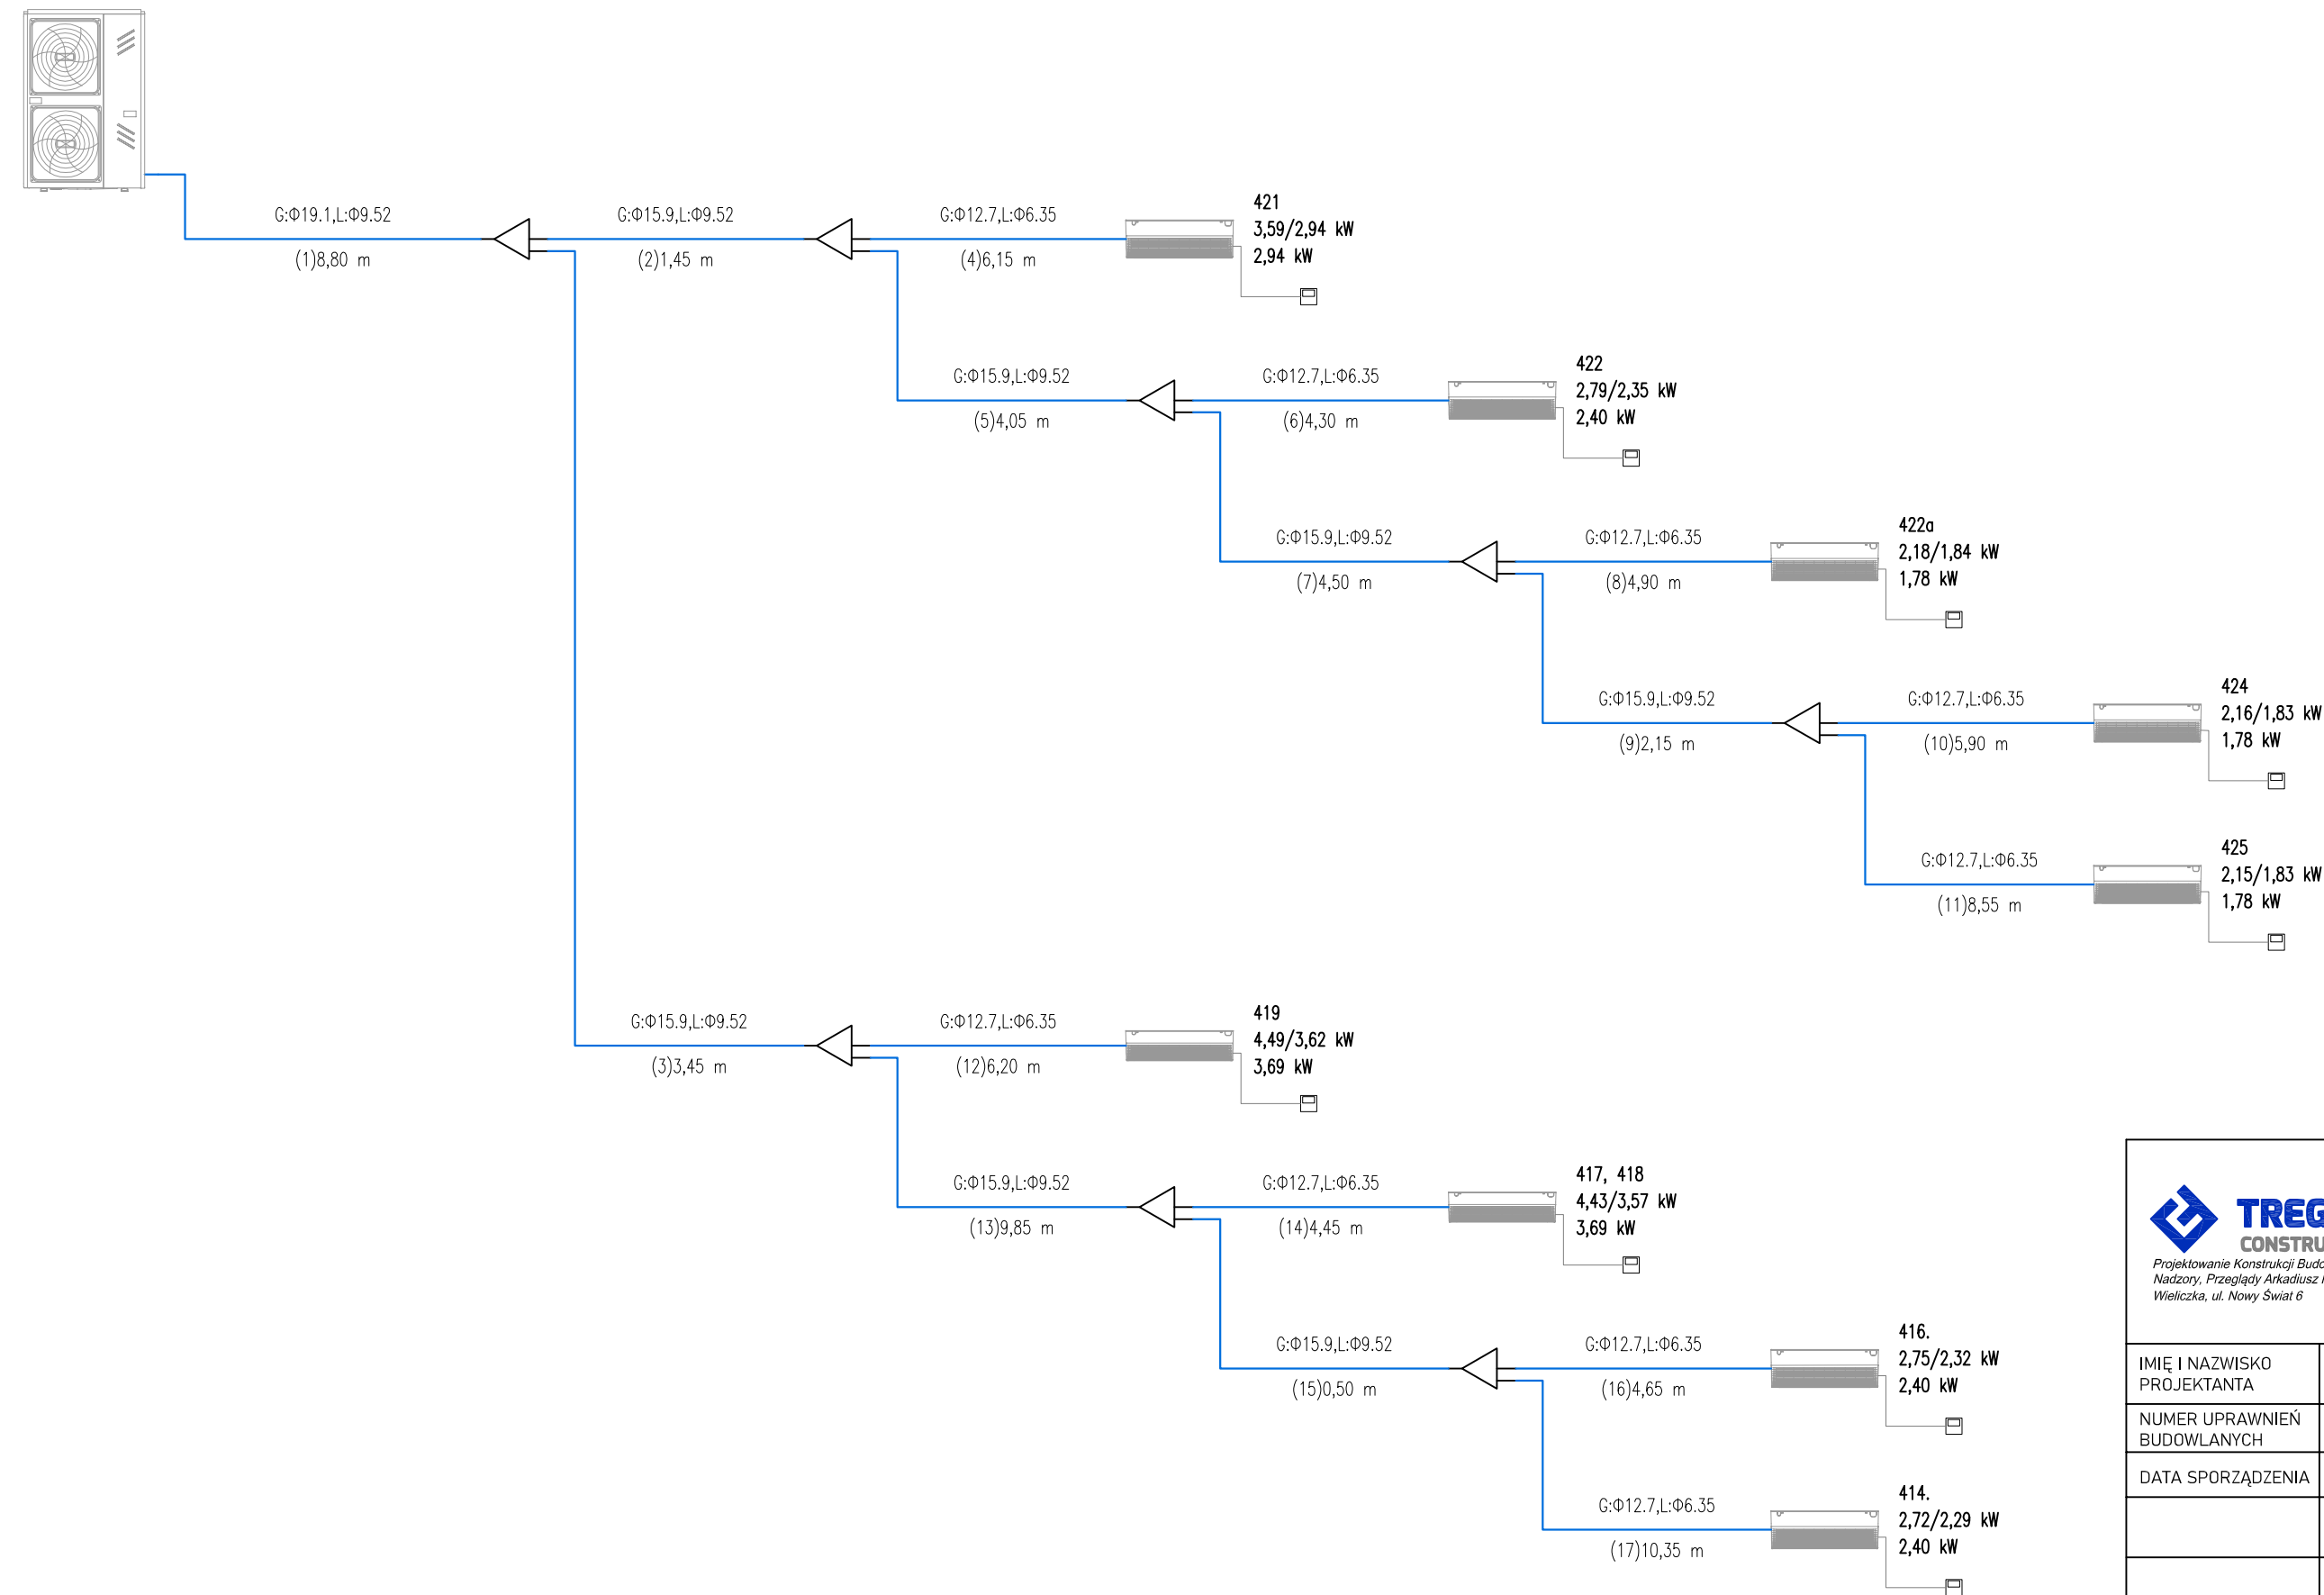 G:Φ19.1,L:Φ9.52
(1)8,80 m
G:Φ15.9,L:Φ9.52
(2)1,45 m
G:Φ12.7,L:Φ6.35
(4)6,15 m
421
3,59/2,94 kW
2,94 kW
G:Φ15.9,L:Φ9.52
(5)4,05 m
G:Φ12.7,L:Φ6.35
(6)4,30 m
422
2,79/2,35 kW
2,40 kW
G:Φ15.9,L:Φ9.52
(7)4,50 m
G:Φ12.7,L:Φ6.35
(8)4,90 m
422a
2,18/1,84 kW
1,78 kW
G:Φ15.9,L:Φ9.52
(9)2,15 m
G:Φ12.7,L:Φ6.35
(10)5,90 m
424
2,16/1,83 kW
1,78 kW
G:Φ12.7,L:Φ6.35
(11)8,55 m
425
2,15/1,83 kW
1,78 kW
G:Φ15.9,L:Φ9.52
(3)3,45 m
G:Φ12.7,L:Φ6.35
(12)6,20 m
419
4,49/3,62 kW
3,69 kW
G:Φ15.9,L:Φ9.52
(13)9,85 m
G:Φ12.7,L:Φ6.35
(14)4,45 m
417, 418
4,43/3,57 kW
3,69 kW
G:Φ15.9,L:Φ9.52
(15)0,50 m
G:Φ12.7,L:Φ6.35
(16)4,65 m
416.
2,75/2,32 kW
2,40 kW
G:Φ12.7,L:Φ6.35
(17)10,35 m
414.
2,72/2,29 kW
2,40 kW
Projektowanie Konstrukcji
Nadzory, Przeglądy Arkadiusz
Wieliczka, ul. Nowy Świat 6
IMIĘ I NAZWISKO
PROJEKTANTA
NUMER UPRAWNIEŃ
BUDOWLANYCH
DATA SPORZĄDZENIA